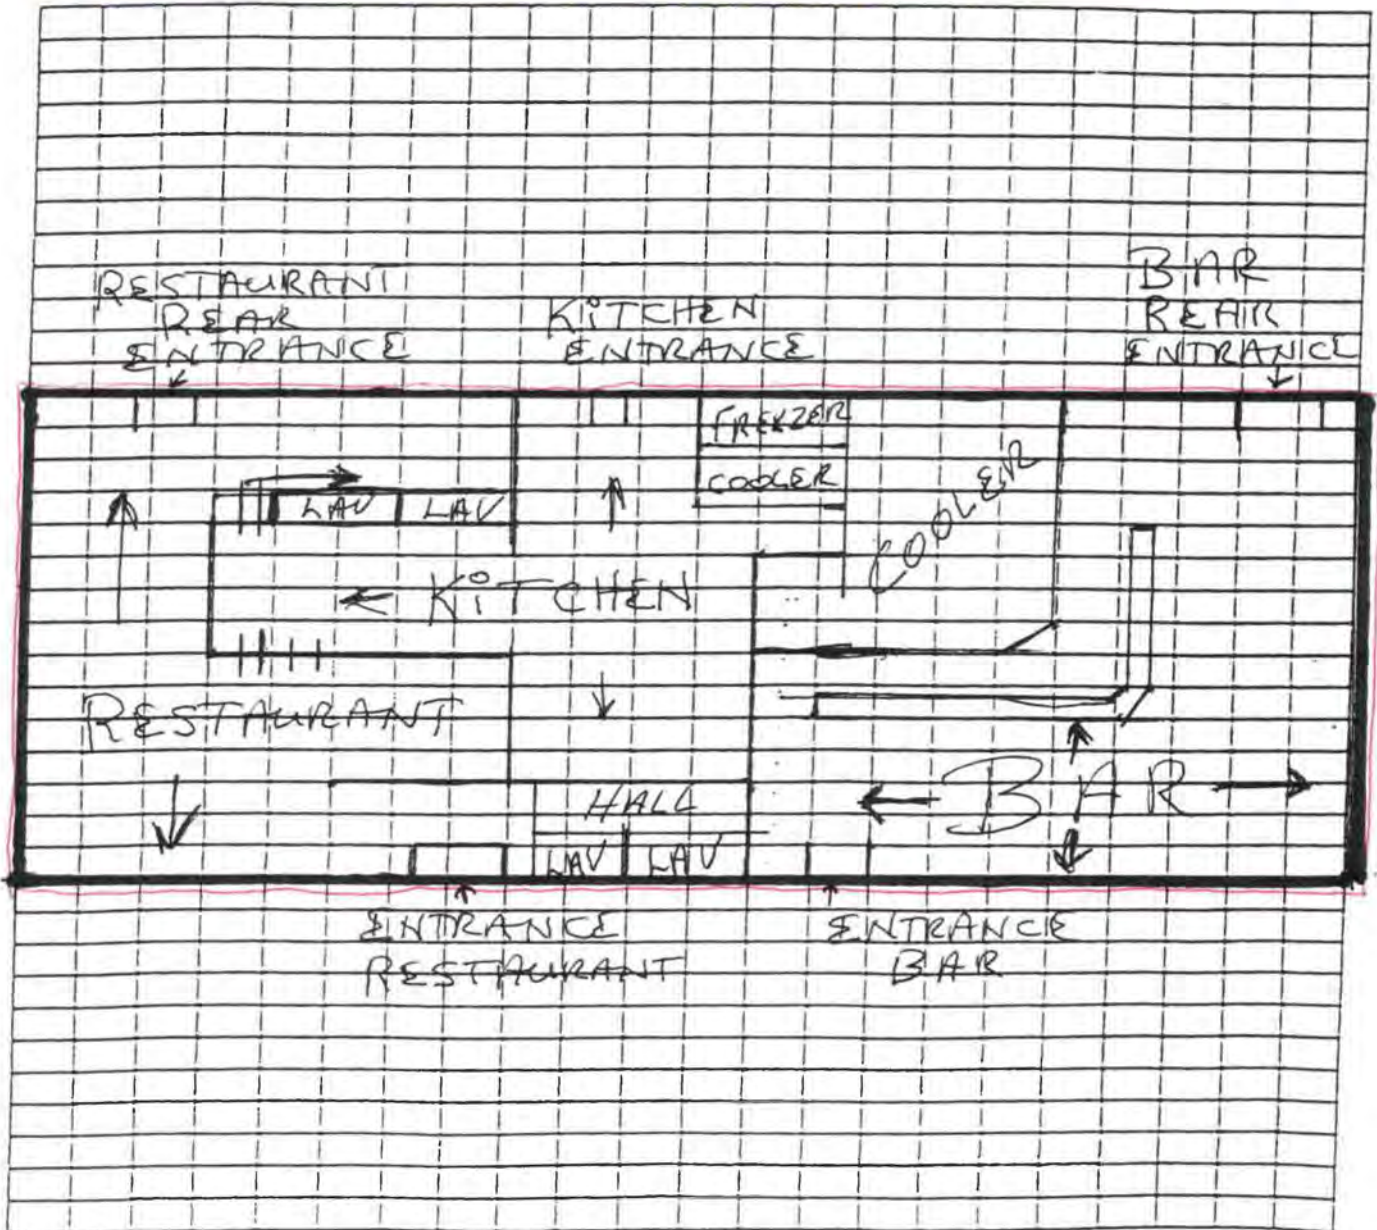 RESTAURANT
REAR
ENTRANCE
KITCHEN
ENTRANCE
BAR
REAR
ENTRANCE
FREEZER
COOLER
COOLER
LAV LAV
KITCHEN
RESTAURANT
HALL
BAR
LAV LAV
ENTRANCE
RESTAURANT
ENTRANCE
BAR